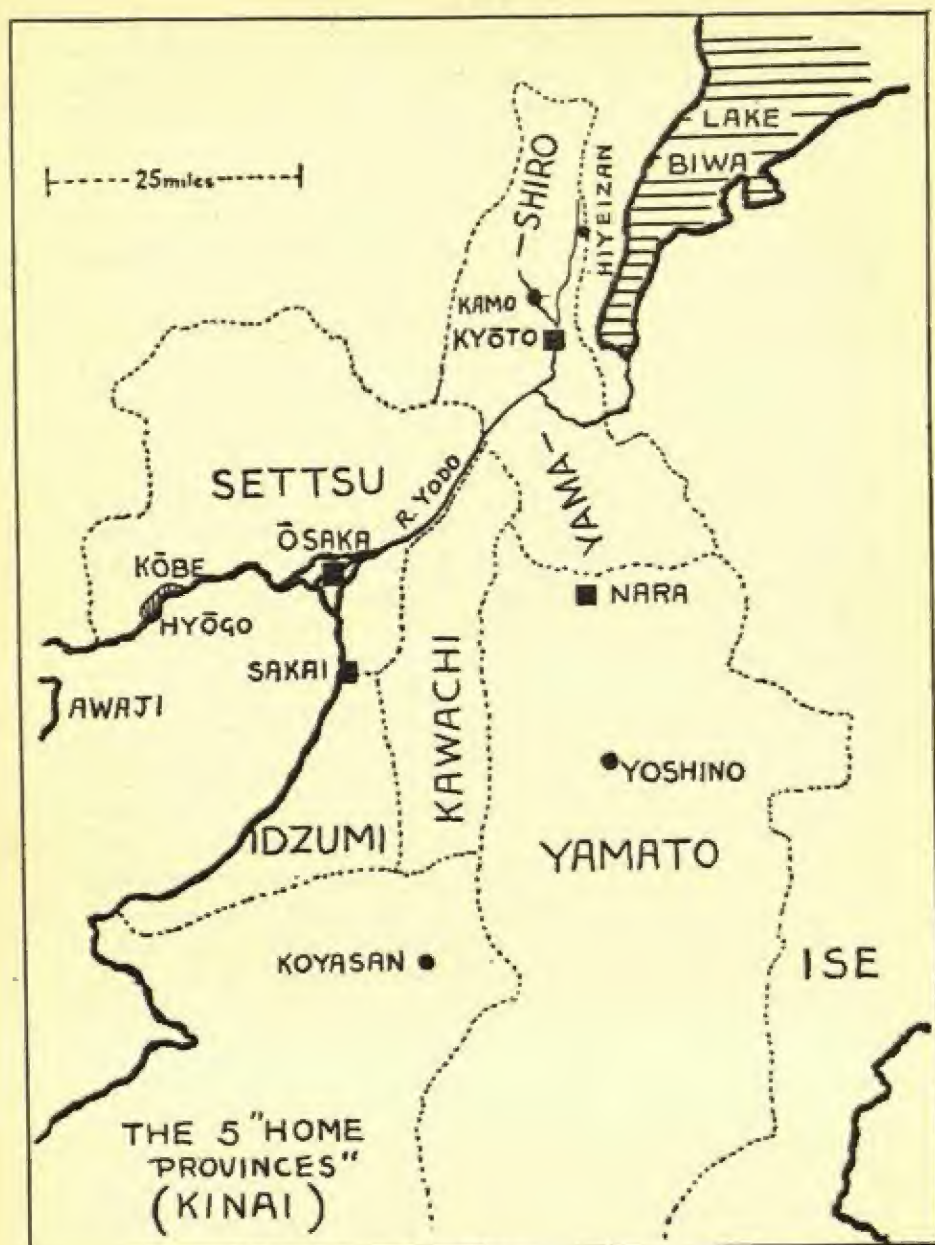 LAKE
BIWA
25 miles
—SHIRO
HIYEIZAN
KAMO
KYŌTO
YAMA—
R. YODO
SETTSU
ŌSAKA
KŌBE
HYŌGO
NARA
SAKAI
AWAJI
KAWACHI
YOSHINO
IDZUMI
YAMATO
KOYASAN
ISE
THE 5 "HOME
PROVINCES"
(KINAI)